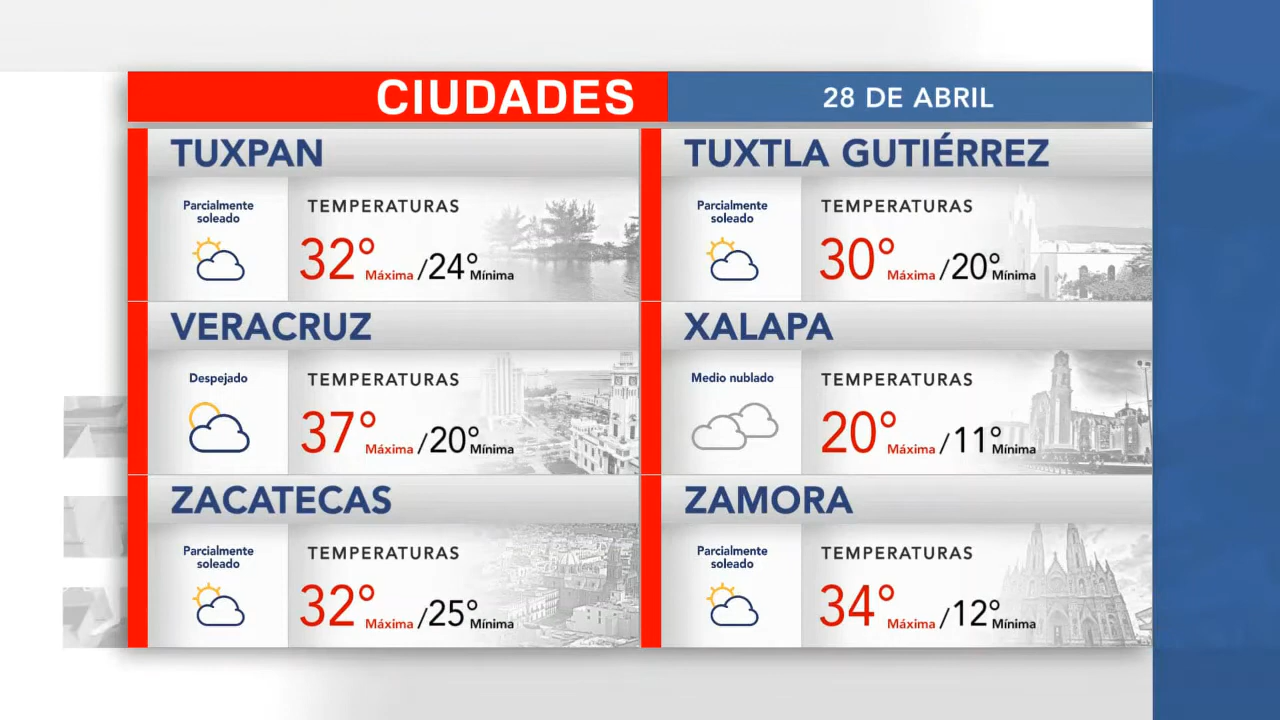 CIUDADES
28 DE ABRIL
TUXPAN
Parcialmente
soleado
TEMPERATURAS
32° Máxima /24° Mínima
TUXTLA GUTIÉRREZ
Parcialmente
soleado
TEMPERATURAS
30° Máxima /20° Mínima
VERACRUZ
Despejado
TEMPERATURAS
37° Máxima /20° Mínima
XALAPA
Medio nublado
TEMPERATURAS
20° Máxima /11° Mínima
ZACATECAS
Parcialmente
soleado
TEMPERATURAS
32° Máxima /25° Mínima
ZAMORA
Parcialmente
soleado
TEMPERATURAS
34° Máxima /12° Mínima